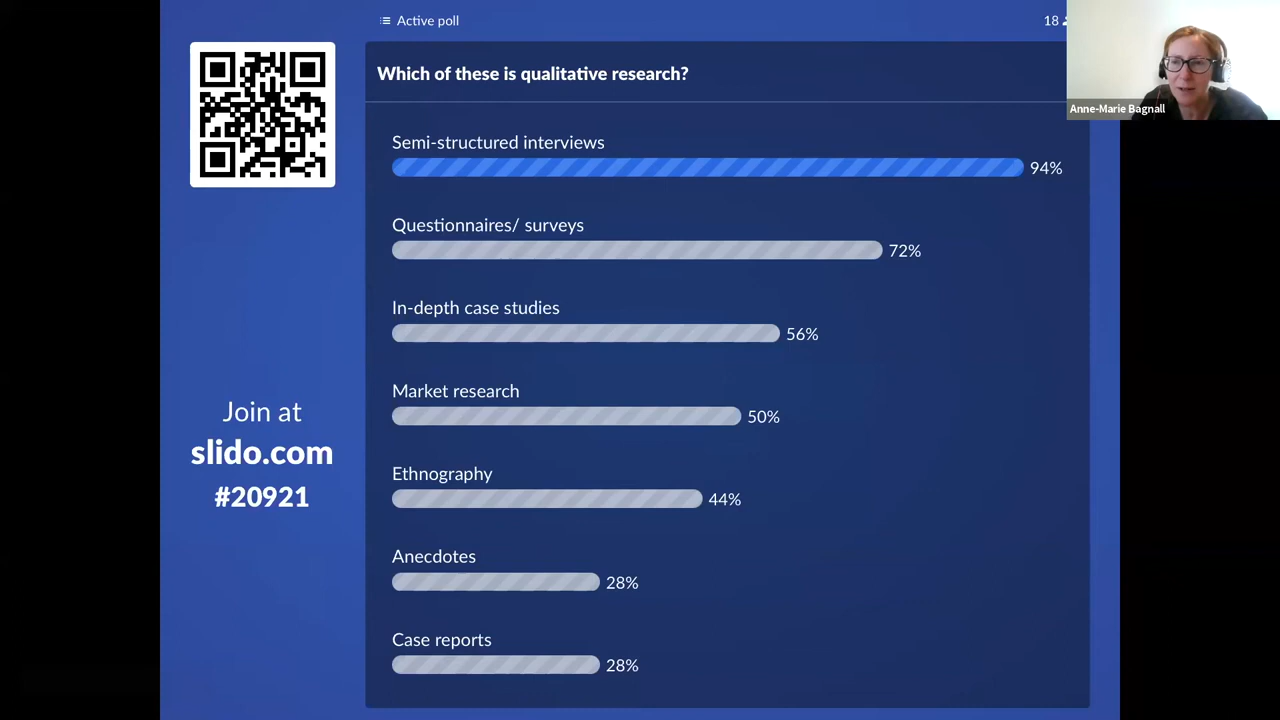 Active poll
18
Anne-Marie Bagnall
Which of these is qualitative research?
Semi-structured interviews
94%
Questionnaires/ surveys
72%
In-depth case studies
56%
Market research
50%
Ethnography
44%
Anecdotes
28%
Case reports
28%
Join at
slido.com
#20921